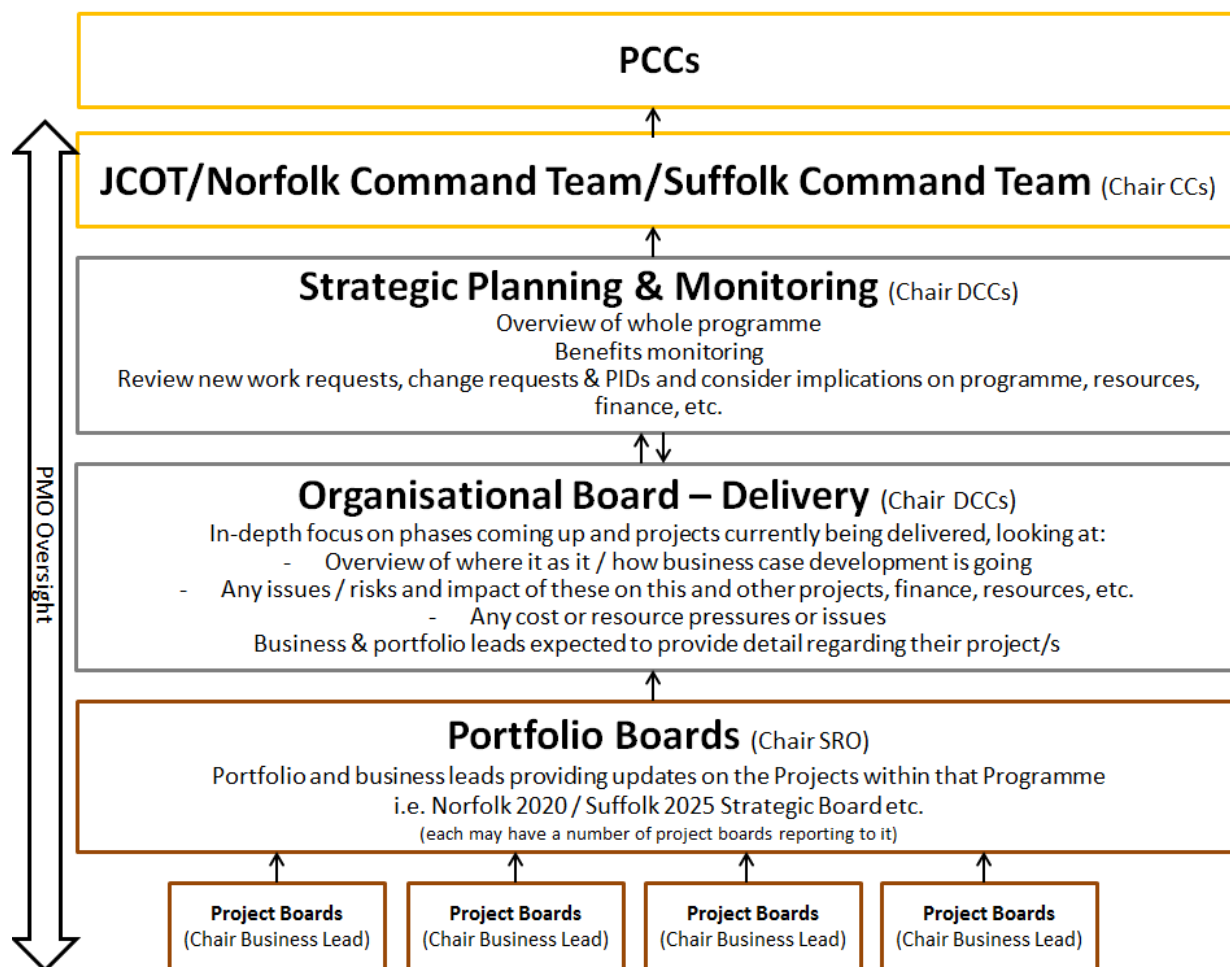 PCCs
JCOT/Norfolk Command Team/Suffolk Command Team (Chair CCs)
Strategic Planning & Monitoring (Chair DCCs)
Overview of whole programme
Benefits monitoring
Review new work requests, change requests & PIDs and consider implications on programme, resources,
finance, etc.
PMO Oversight
Organisational Board – Delivery (Chair DCCs)
In-depth focus on phases coming up and projects currently being delivered, looking at:
- Overview of where it as it / how business case development is going
- Any issues / risks and impact of these on this and other projects, finance, resources, etc.
- Any cost or resource pressures or issues
Business & portfolio leads expected to provide detail regarding their project/s
Portfolio Boards (Chair SRO)
Portfolio and business leads providing updates on the Projects within that Programme
i.e. Norfolk 2020 / Suffolk 2025 Strategic Board etc.
(each may have a number of project boards reporting to it)
Project Boards
(Chair Business Lead)
Project Boards
(Chair Business Lead)
Project Boards
(Chair Business Lead)
Project Boards
(Chair Business Lead)